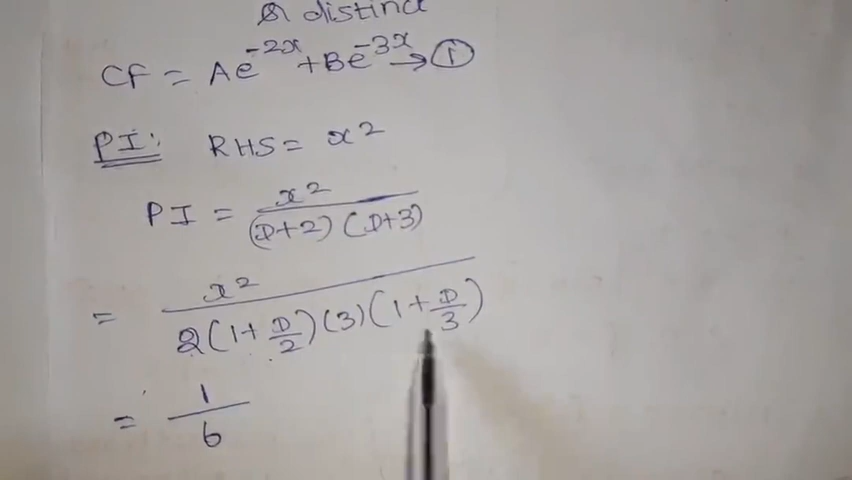 & distinct
CF = Ae^-2x + Be^-3x → ①
PI: RHS = x²
PI = x² / (D+2) (D+3)
= x² / 2(1+D/2)(3)(1+D/3)
= 1/6